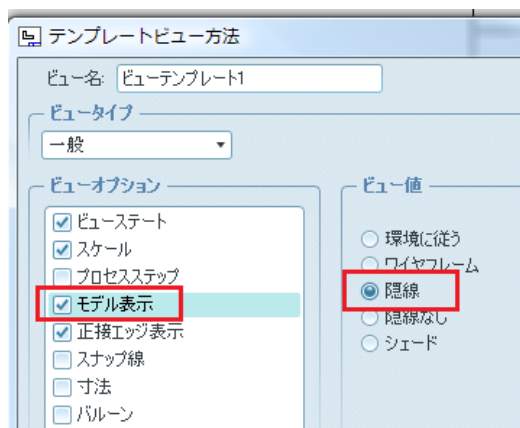 テンプレートビュー方法
ビュー名: ビューテンプレート1
ビュータイプ
一般
ビューオプション
ビューステート
スケール
プロセスステップ
モデル表示
正接エッジ表示
スナップ線
寸法
バルーン
ビュー値
環境に従う
ワイヤフレーム
隠線
隠線なし
シェード